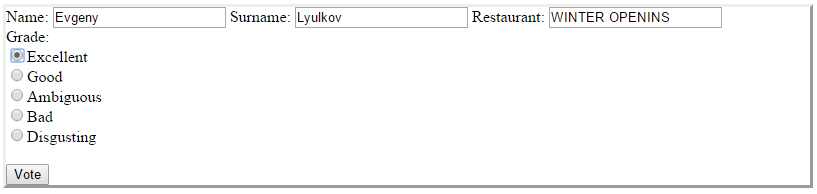 Name: Evgeny Surname: Lyulkov Restaurant: WINTER OPENINS
Grade:
Excellent
Good
Ambiguous
Bad
Disgusting
Vote